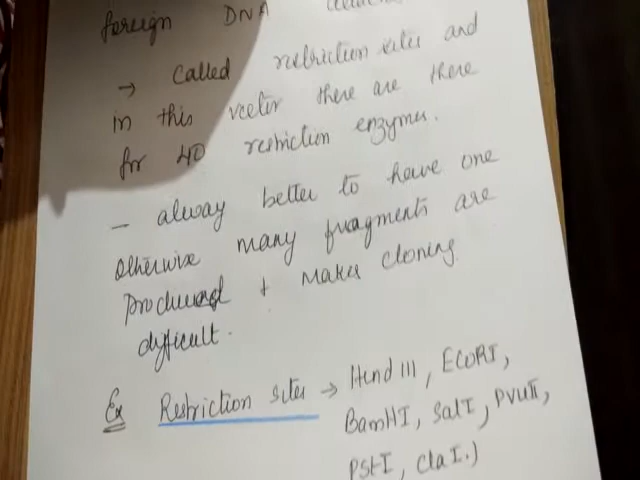 foreign DNA
→ called restriction sites and
in this vector there are there
for 40 restriction enzymes.
– alway better to have one
otherwise many fragments are
produced + makes cloning
difficult.
Ex Restriction sites → Hind III, ECORI,
BamHI, SalI, PVUII,
PStI, ClaI.)